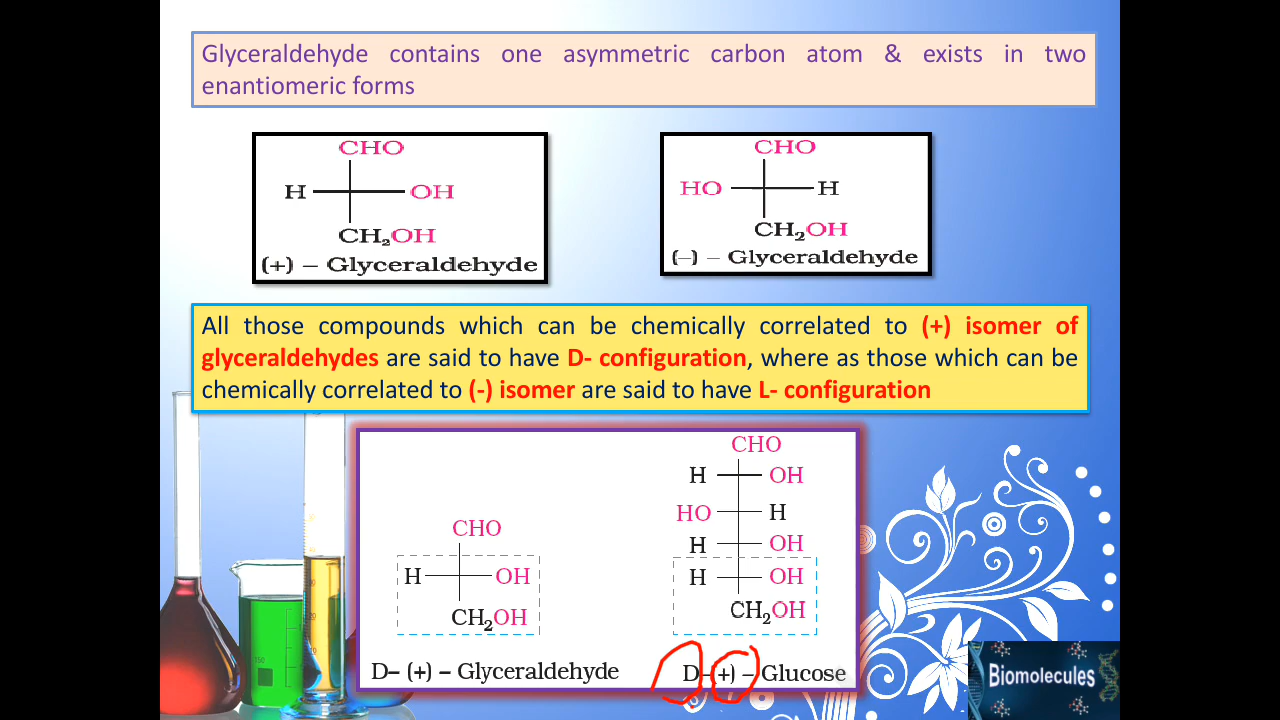 Glyceraldehyde contains one asymmetric carbon atom & exists in two
enantiomeric forms
CHO
H OH
CH₂OH
(+) – Glyceraldehyde
CHO
HO H
CH₂OH
(–) – Glyceraldehyde
All those compounds which can be chemically correlated to (+) isomer of
glyceraldehydes are said to have D- configuration, where as those which can be
chemically correlated to (-) isomer are said to have L- configuration
CHO
H OH
CH₂OH
D– (+) – Glyceraldehyde
CHO
H OH
HO H
H OH
H OH
CH₂OH
D–(+) – Glucose
Biomolecules